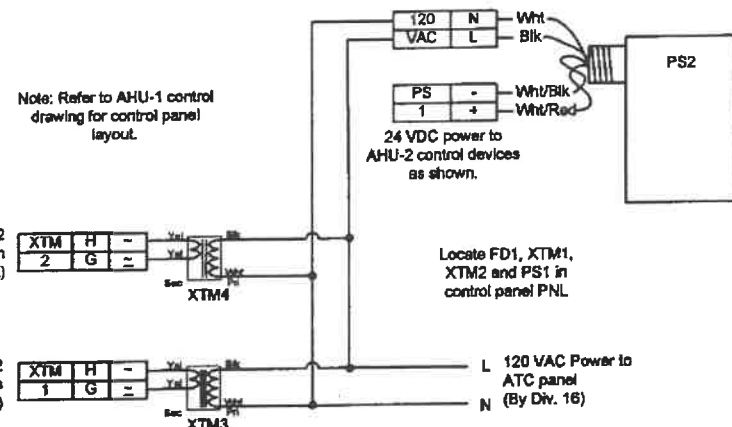 120 N Wht
VAC L Blk
PS2
Note: Refer to AHU-1 control
drawing for control panel
layout.
PS - Wht/Blk
1 + Wht/Red
24 VDC power to
AHU-2 control devices
as shown.
2 XTM H ~ Yel Blk
2 G ≃ Yel Wht
Sec Pri
XTM4
Locate FD1, XTM1,
XTM2 and PS1 in
control panel PNL
XTM H ~ Yel Blk
1 G ≃ Yel Wht
Sec Pri
XTM3
L 120 VAC Power to
ATC panel
N (By Div. 16)